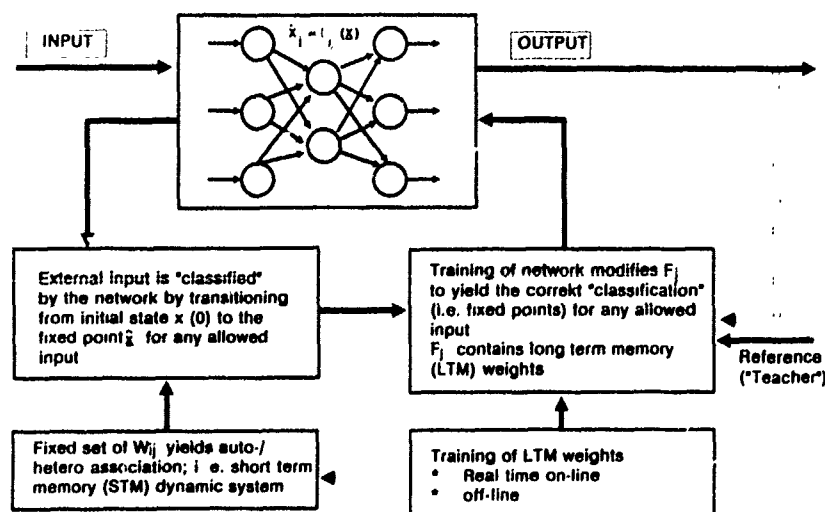 INPUT
OUTPUT
External input is "classified"
by the network by transitioning
from initial state x (0) to the
fixed point x̂ for any allowed
input
Training of network modifies Fj
to yield the correkt "classification"
(i.e. fixed points) for any allowed
input
Fj contains long term memory
(LTM) weights
Reference
("Teacher")
Fixed set of Wij yields auto-/
hetero association; i e. short term
memory (STM) dynamic system
Training of LTM weights
* Real time on-line
* off-line